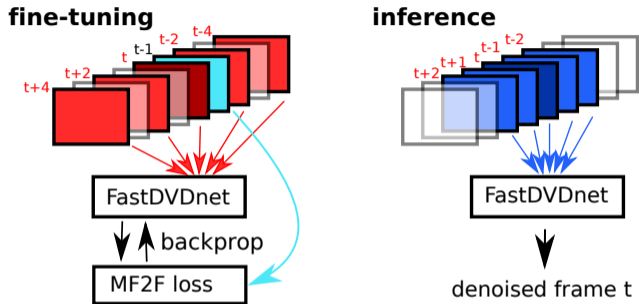 fine-tuning
t-4
t-2
t-1
t
t+2
t+4
FastDVDnet
backprop
MF2F loss
inference
t-2
t-1
t+1
t+2
FastDVDnet
denoised frame t